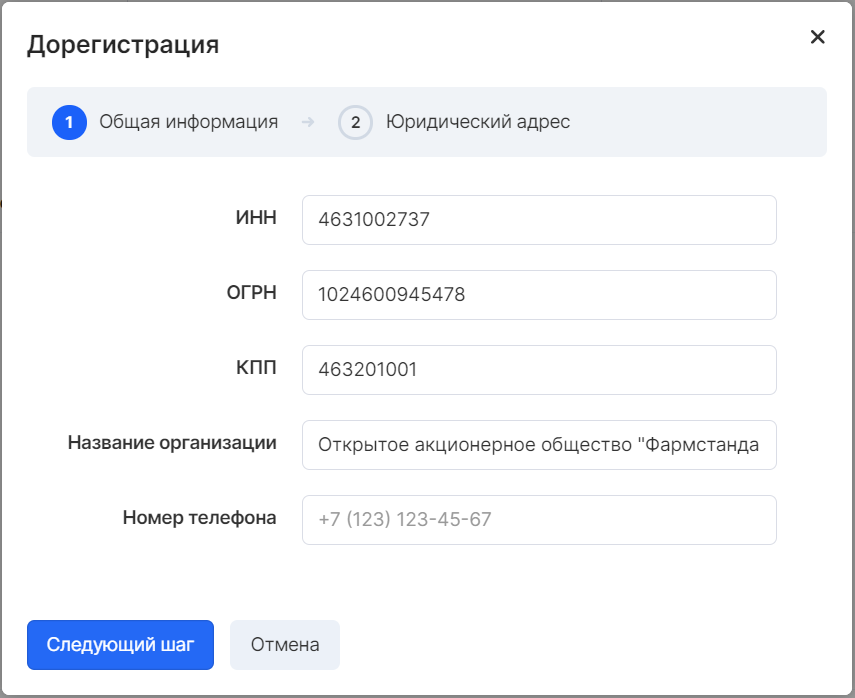 Дорегистрация
1 Общая информация → 2 Юридический адрес
ИНН 4631002737
ОГРН 1024600945478
КПП 463201001
Название организации Открытое акционерное общество "Фармстанда
Номер телефона +7 (123) 123-45-67
Следующий шаг Отмена